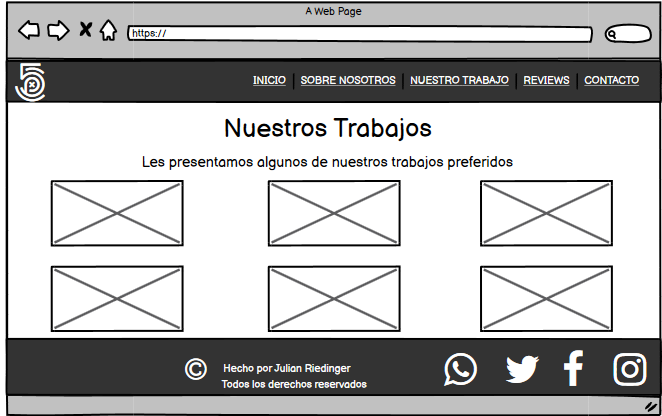 A Web Page
https://
INICIO | SOBRE NOSOTROS | NUESTRO TRABAJO | REVIEWS | CONTACTO
Nuestros Trabajos
Les presentamos algunos de nuestros trabajos preferidos
© Hecho por Julian Riedinger
Todos los derechos reservados